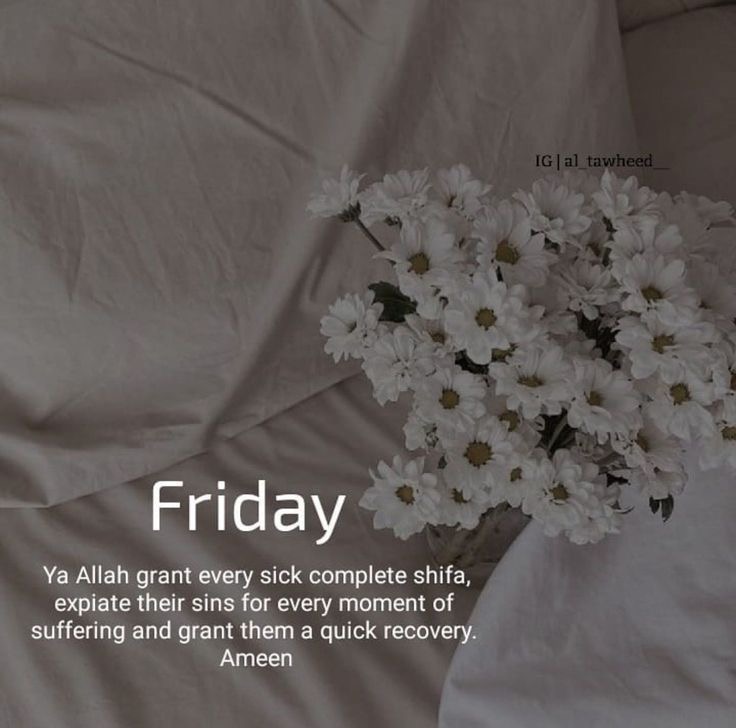 IG | al_tawheed__
Friday
Ya Allah grant every sick complete shifa,
expiate their sins for every moment of
suffering and grant them a quick recovery.
Ameen